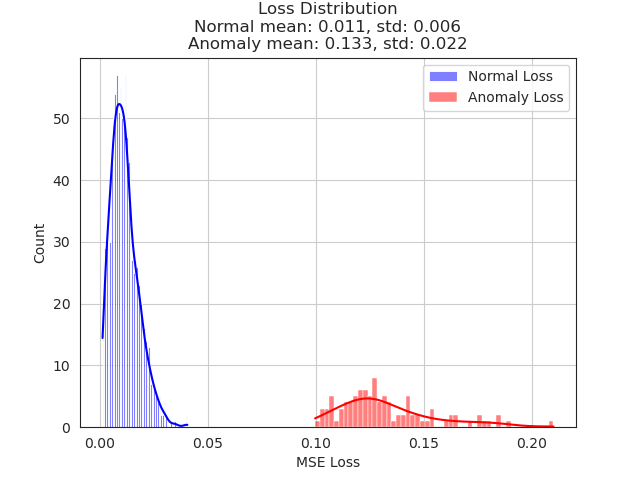 Loss Distribution
Normal mean: 0.011, std: 0.006
Anomaly mean: 0.133, std: 0.022
Normal Loss
Anomaly Loss
50
40
30
20
10
0
Count
0.00 0.05 0.10 0.15 0.20
MSE Loss